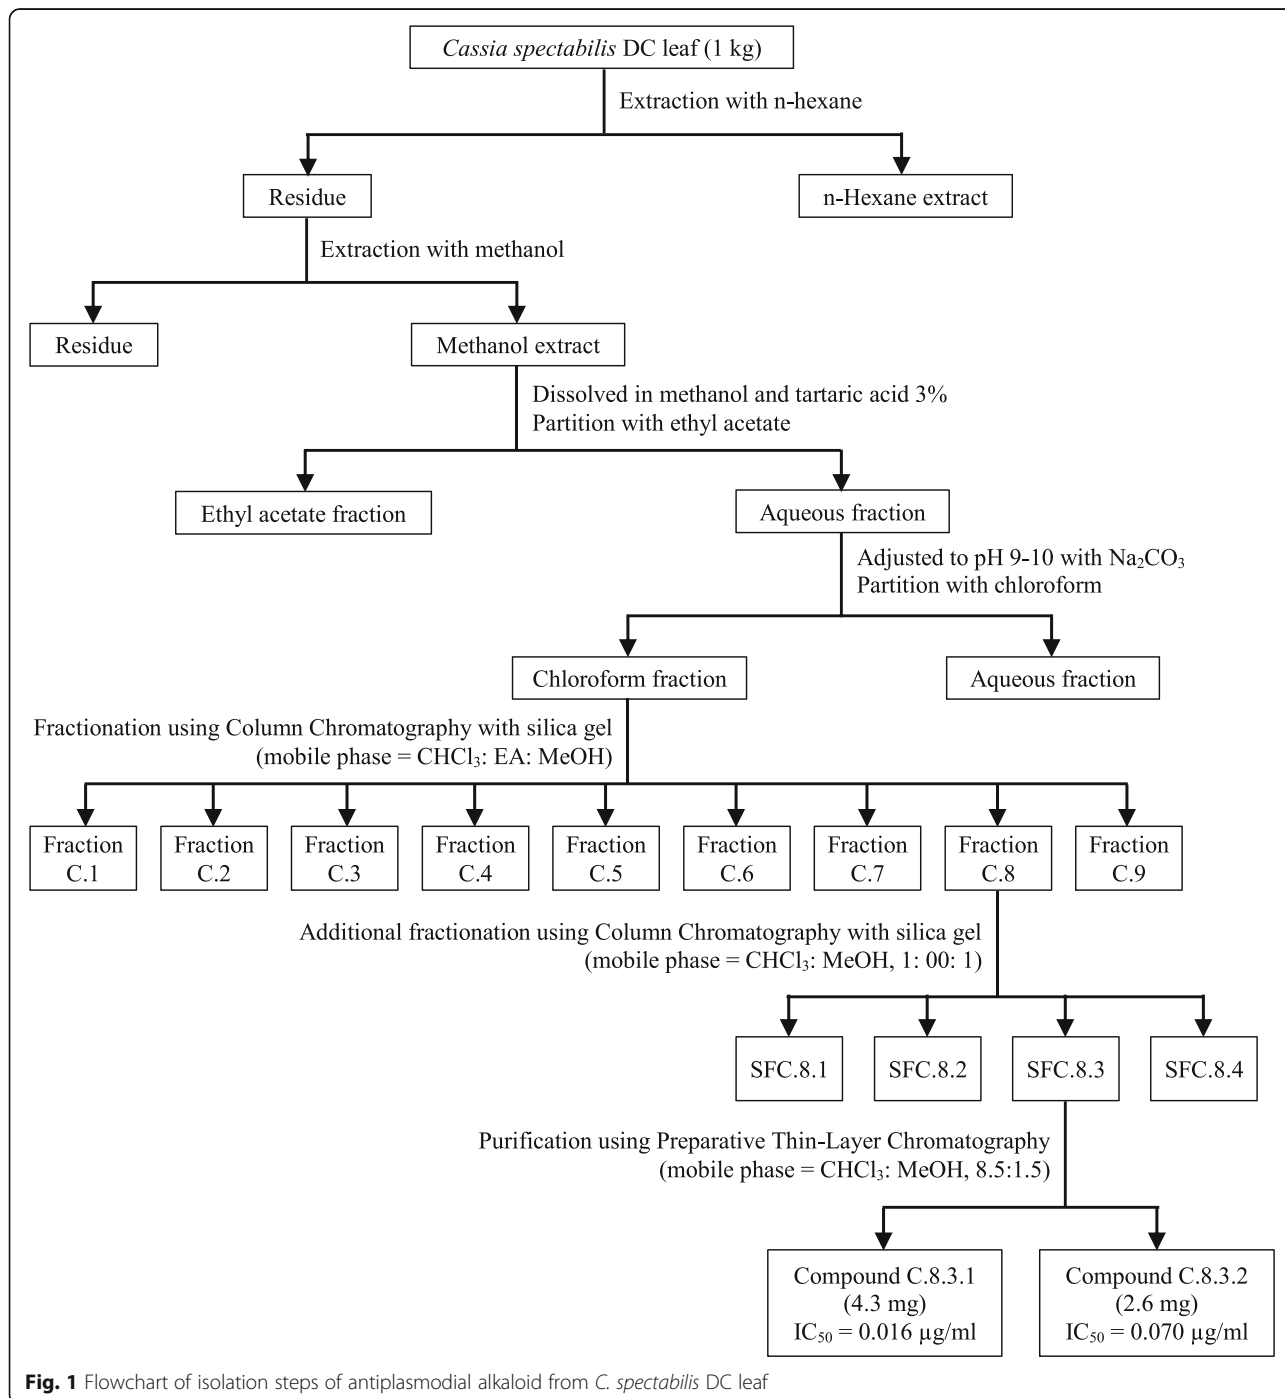 Cassia spectabilis DC leaf (1 kg)
Extraction with n-hexane
Residue
n-Hexane extract
Extraction with methanol
Residue
Methanol extract
Dissolved in methanol and tartaric acid 3%
Partition with ethyl acetate
Ethyl acetate fraction
Aqueous fraction
Adjusted to pH 9-10 with Na₂CO₃
Partition with chloroform
Chloroform fraction
Aqueous fraction
Fractionation using Column Chromatography with silica gel
(mobile phase = CHCl₃: EA: MeOH)
Fraction
C.1
Fraction
C.2
Fraction
C.3
Fraction
C.4
Fraction
C.5
Fraction
C.6
Fraction
C.7
Fraction
C.8
Fraction
C.9
Additional fractionation using Column Chromatography with silica gel
(mobile phase = CHCl₃: MeOH, 1: 00: 1)
SFC.8.1
SFC.8.2
SFC.8.3
SFC.8.4
Purification using Preparative Thin-Layer Chromatography
(mobile phase = CHCl₃: MeOH, 8.5:1.5)
Compound C.8.3.1
(4.3 mg)
IC₅₀ = 0.016 µg/ml
Compound C.8.3.2
(2.6 mg)
IC₅₀ = 0.070 µg/ml
Fig. 1 Flowchart of isolation steps of antiplasmodial alkaloid from C. spectabilis DC leaf